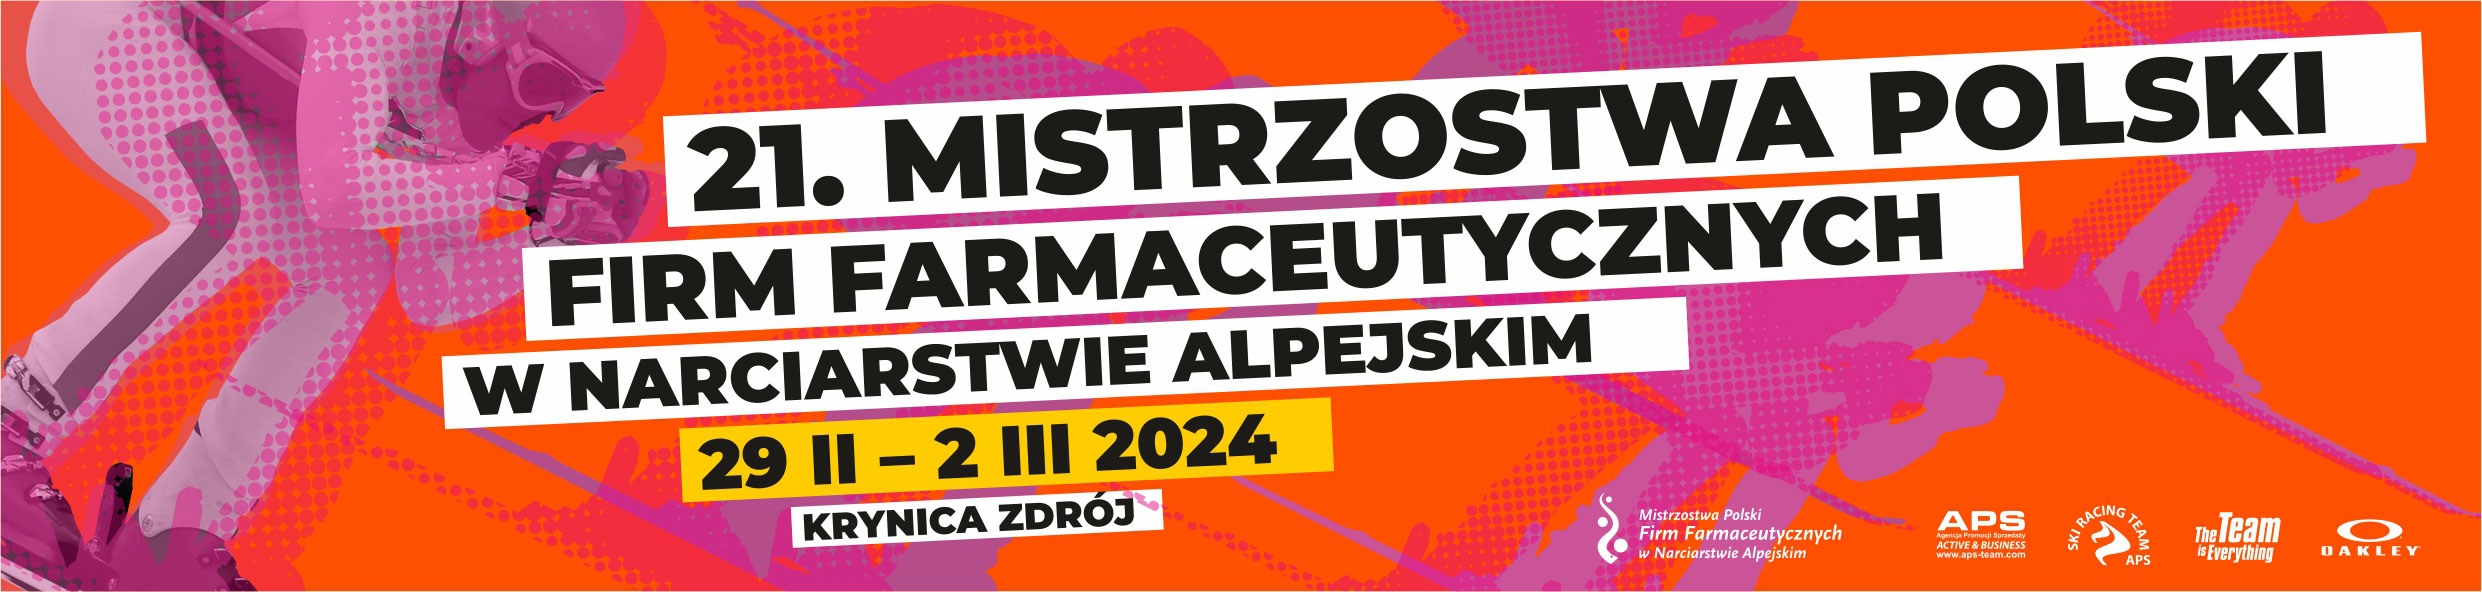 21. MISTRZOSTWA POLSKI
FIRM FARMACEUTYCZNYCH
W NARCIARSTWIE ALPEJSKIM
29 II – 2 III 2024
KRYNICA ZDRÓJ
Mistrzostwa Polski
Firm Farmaceutycznych
w Narciarstwie Alpejskim
APS
Agencja Promocji Sprzedaży
ACTIVE & BUSINESS
www.aps-team.com
SKI RACING TEAM
APS
The Team
is Everything
OAKLEY